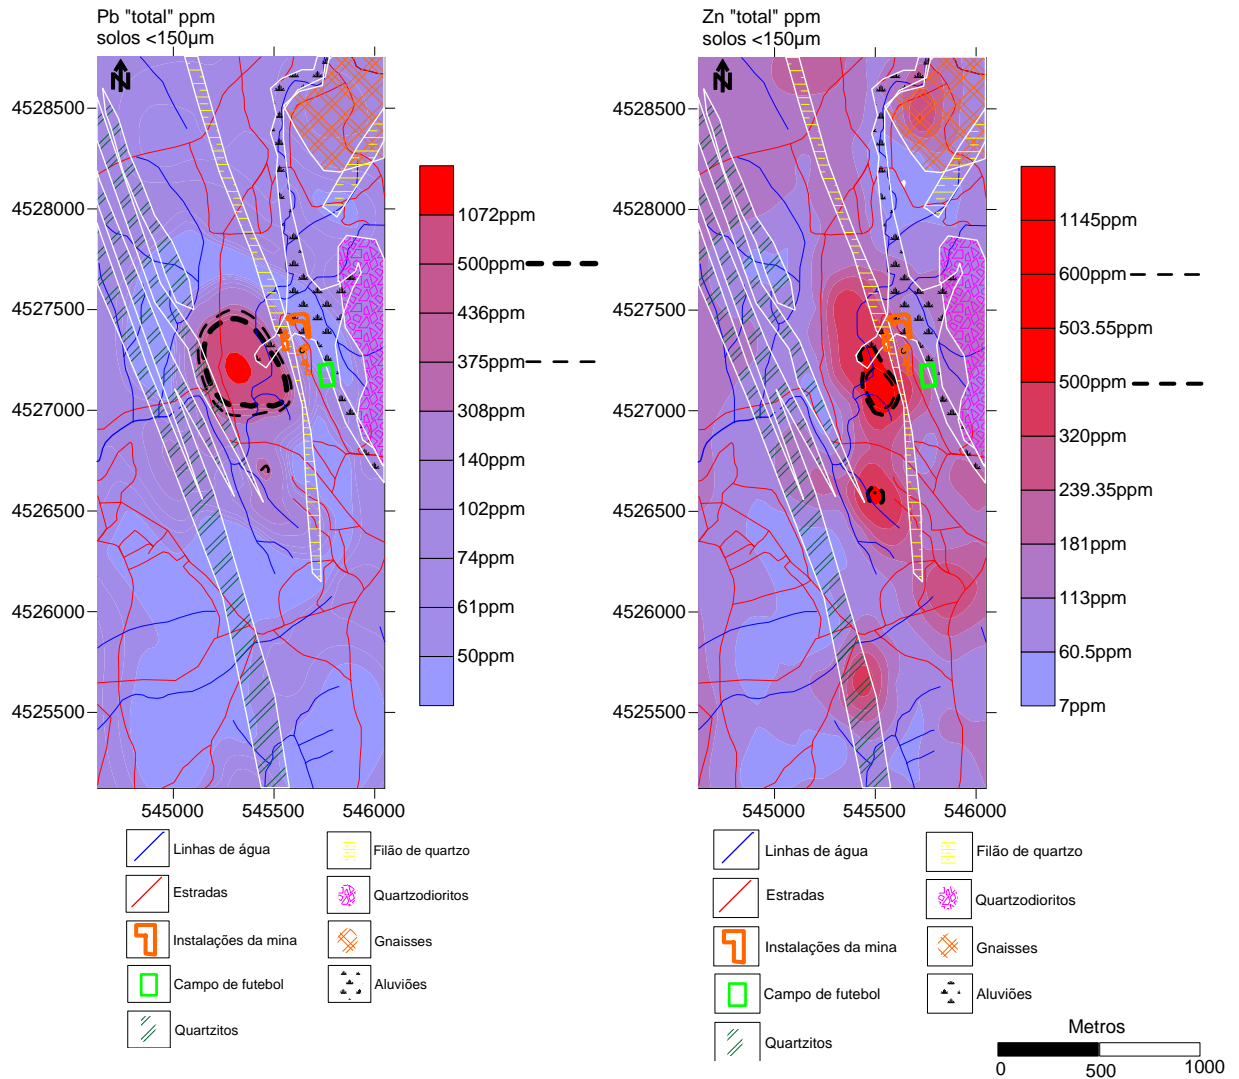 Pb "total" ppm
solos <150µm
N
4528500
4528000
4527500
4527000
4526500
4526000
4525500
545000
545500
546000
1072ppm
500ppm
436ppm
375ppm
308ppm
140ppm
102ppm
74ppm
61ppm
50ppm
Linhas de água
Estradas
Instalações da mina
Campo de futebol
Quartzitos
Filão de quartzo
Quartzodioritos
Gnaisses
Aluviões
Zn "total" ppm
solos <150µm
N
4528500
4528000
4527500
4527000
4526500
4526000
4525500
545000
545500
546000
1145ppm
600ppm
503.55ppm
500ppm
320ppm
239.35ppm
181ppm
113ppm
60.5ppm
7ppm
Linhas de água
Estradas
Instalações da mina
Campo de futebol
Quartzitos
Filão de quartzo
Quartzodioritos
Gnaisses
Aluviões
Metros
0
500
1000